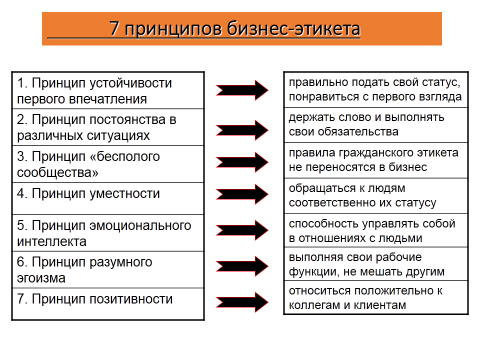 7 принципов бизнес-этикета
1. Принцип устойчивости
первого впечатления
правильно подать свой статус,
понравиться с первого взгляда
2. Принцип постоянства в
различных ситуациях
держать слово и выполнять
свои обязательства
3. Принцип «бесполого
сообщества»
правила гражданского этикета
не переносятся в бизнес
4. Принцип уместности
обращаться к людям
соответственно их статусу
5. Принцип эмоционального
интеллекта
способность управлять собой
в отношениях с людьми
6. Принцип разумного
эгоизма
выполняя свои рабочие
функции, не мешать другим
7. Принцип позитивности
относиться положительно к
коллегам и клиентам